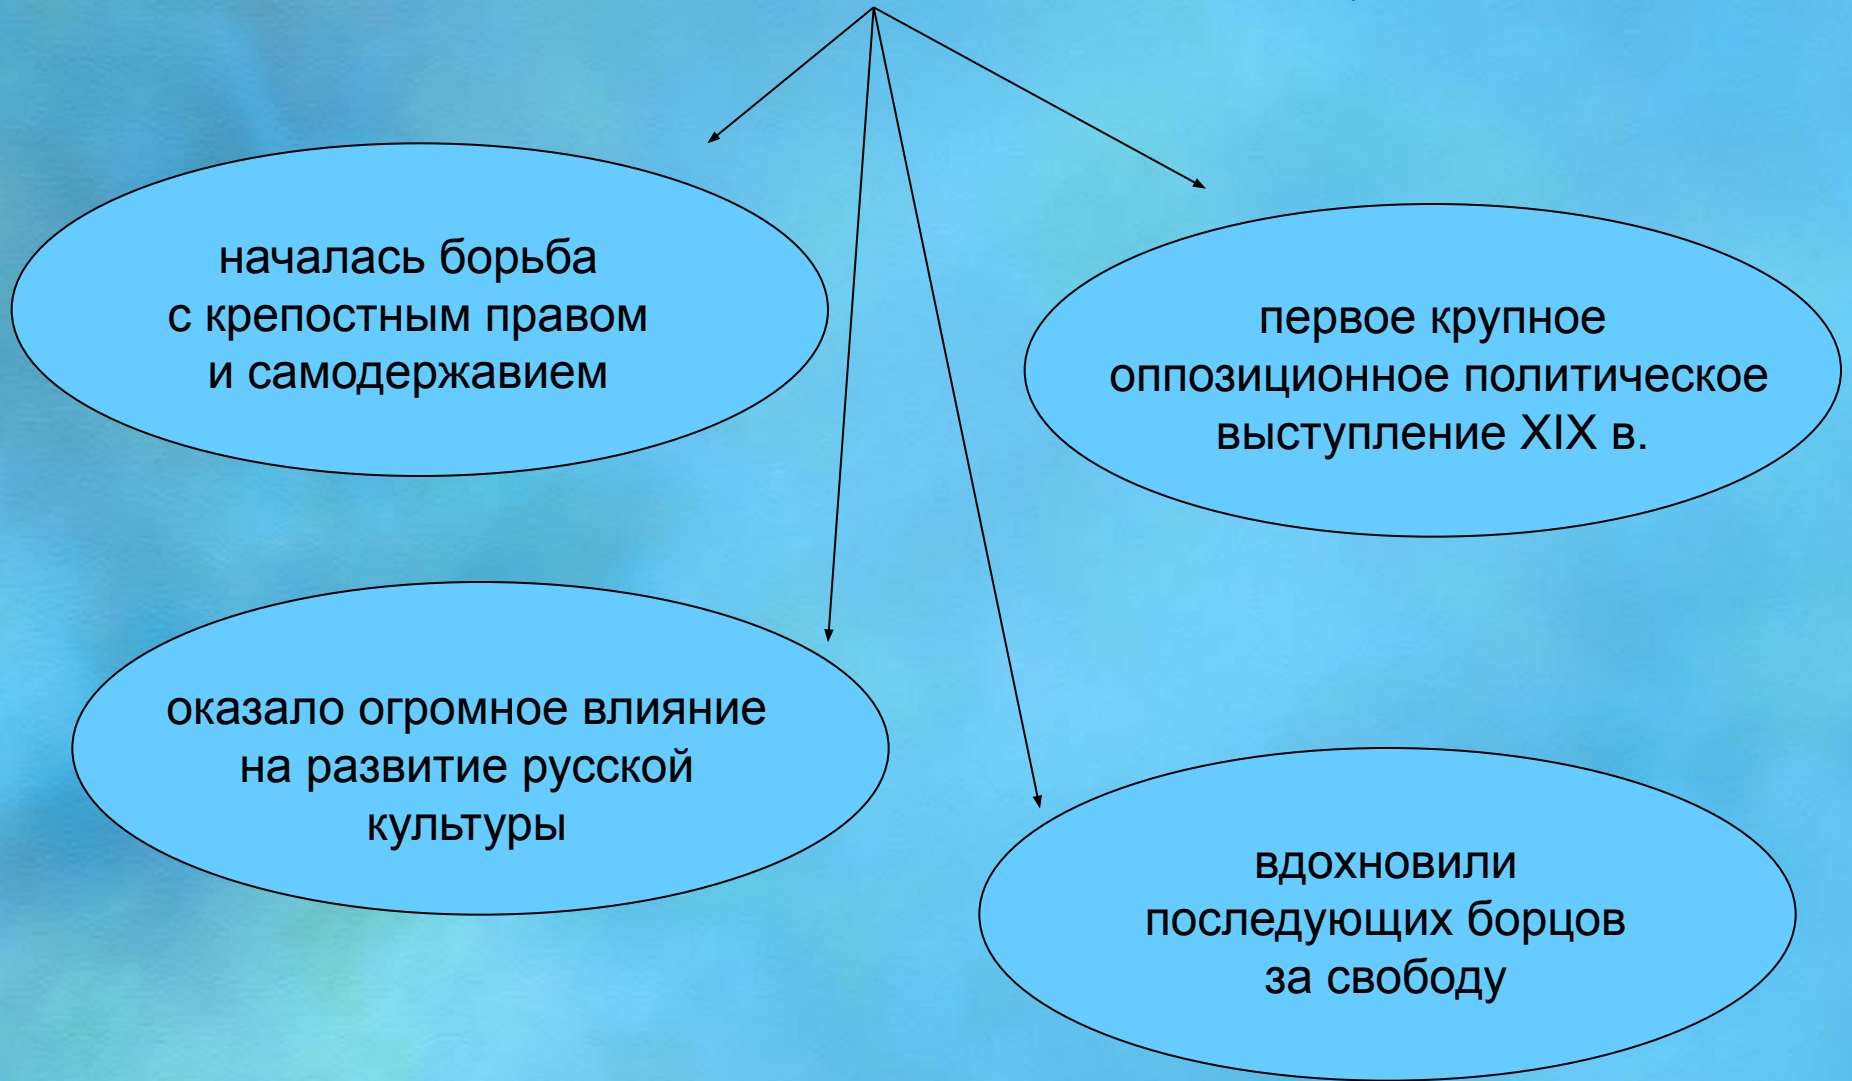 началась борьба
с крепостным правом
и самодержавием
первое крупное
оппозиционное политическое
выступление XIX в.
оказало огромное влияние
на развитие русской
культуры
вдохновили
последующих борцов
за свободу